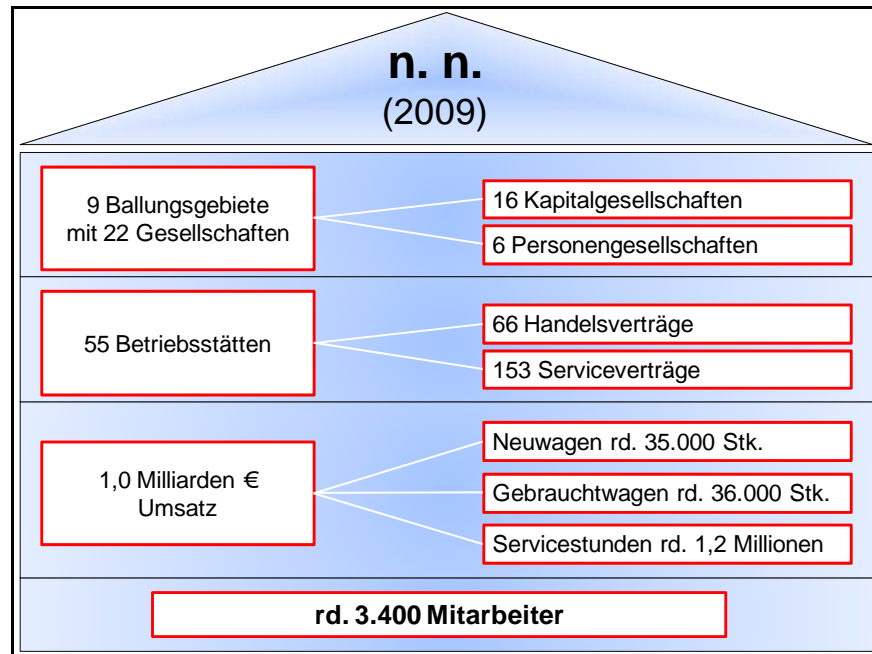 n. n.
(2009)
9 Ballungsgebiete
mit 22 Gesellschaften
16 Kapitalgesellschaften
6 Personengesellschaften
55 Betriebsstätten
66 Handelsverträge
153 Serviceverträge
1,0 Milliarden €
Umsatz
Neuwagen rd. 35.000 Stk.
Gebrauchtwagen rd. 36.000 Stk.
Servicestunden rd. 1,2 Millionen
rd. 3.400 Mitarbeiter